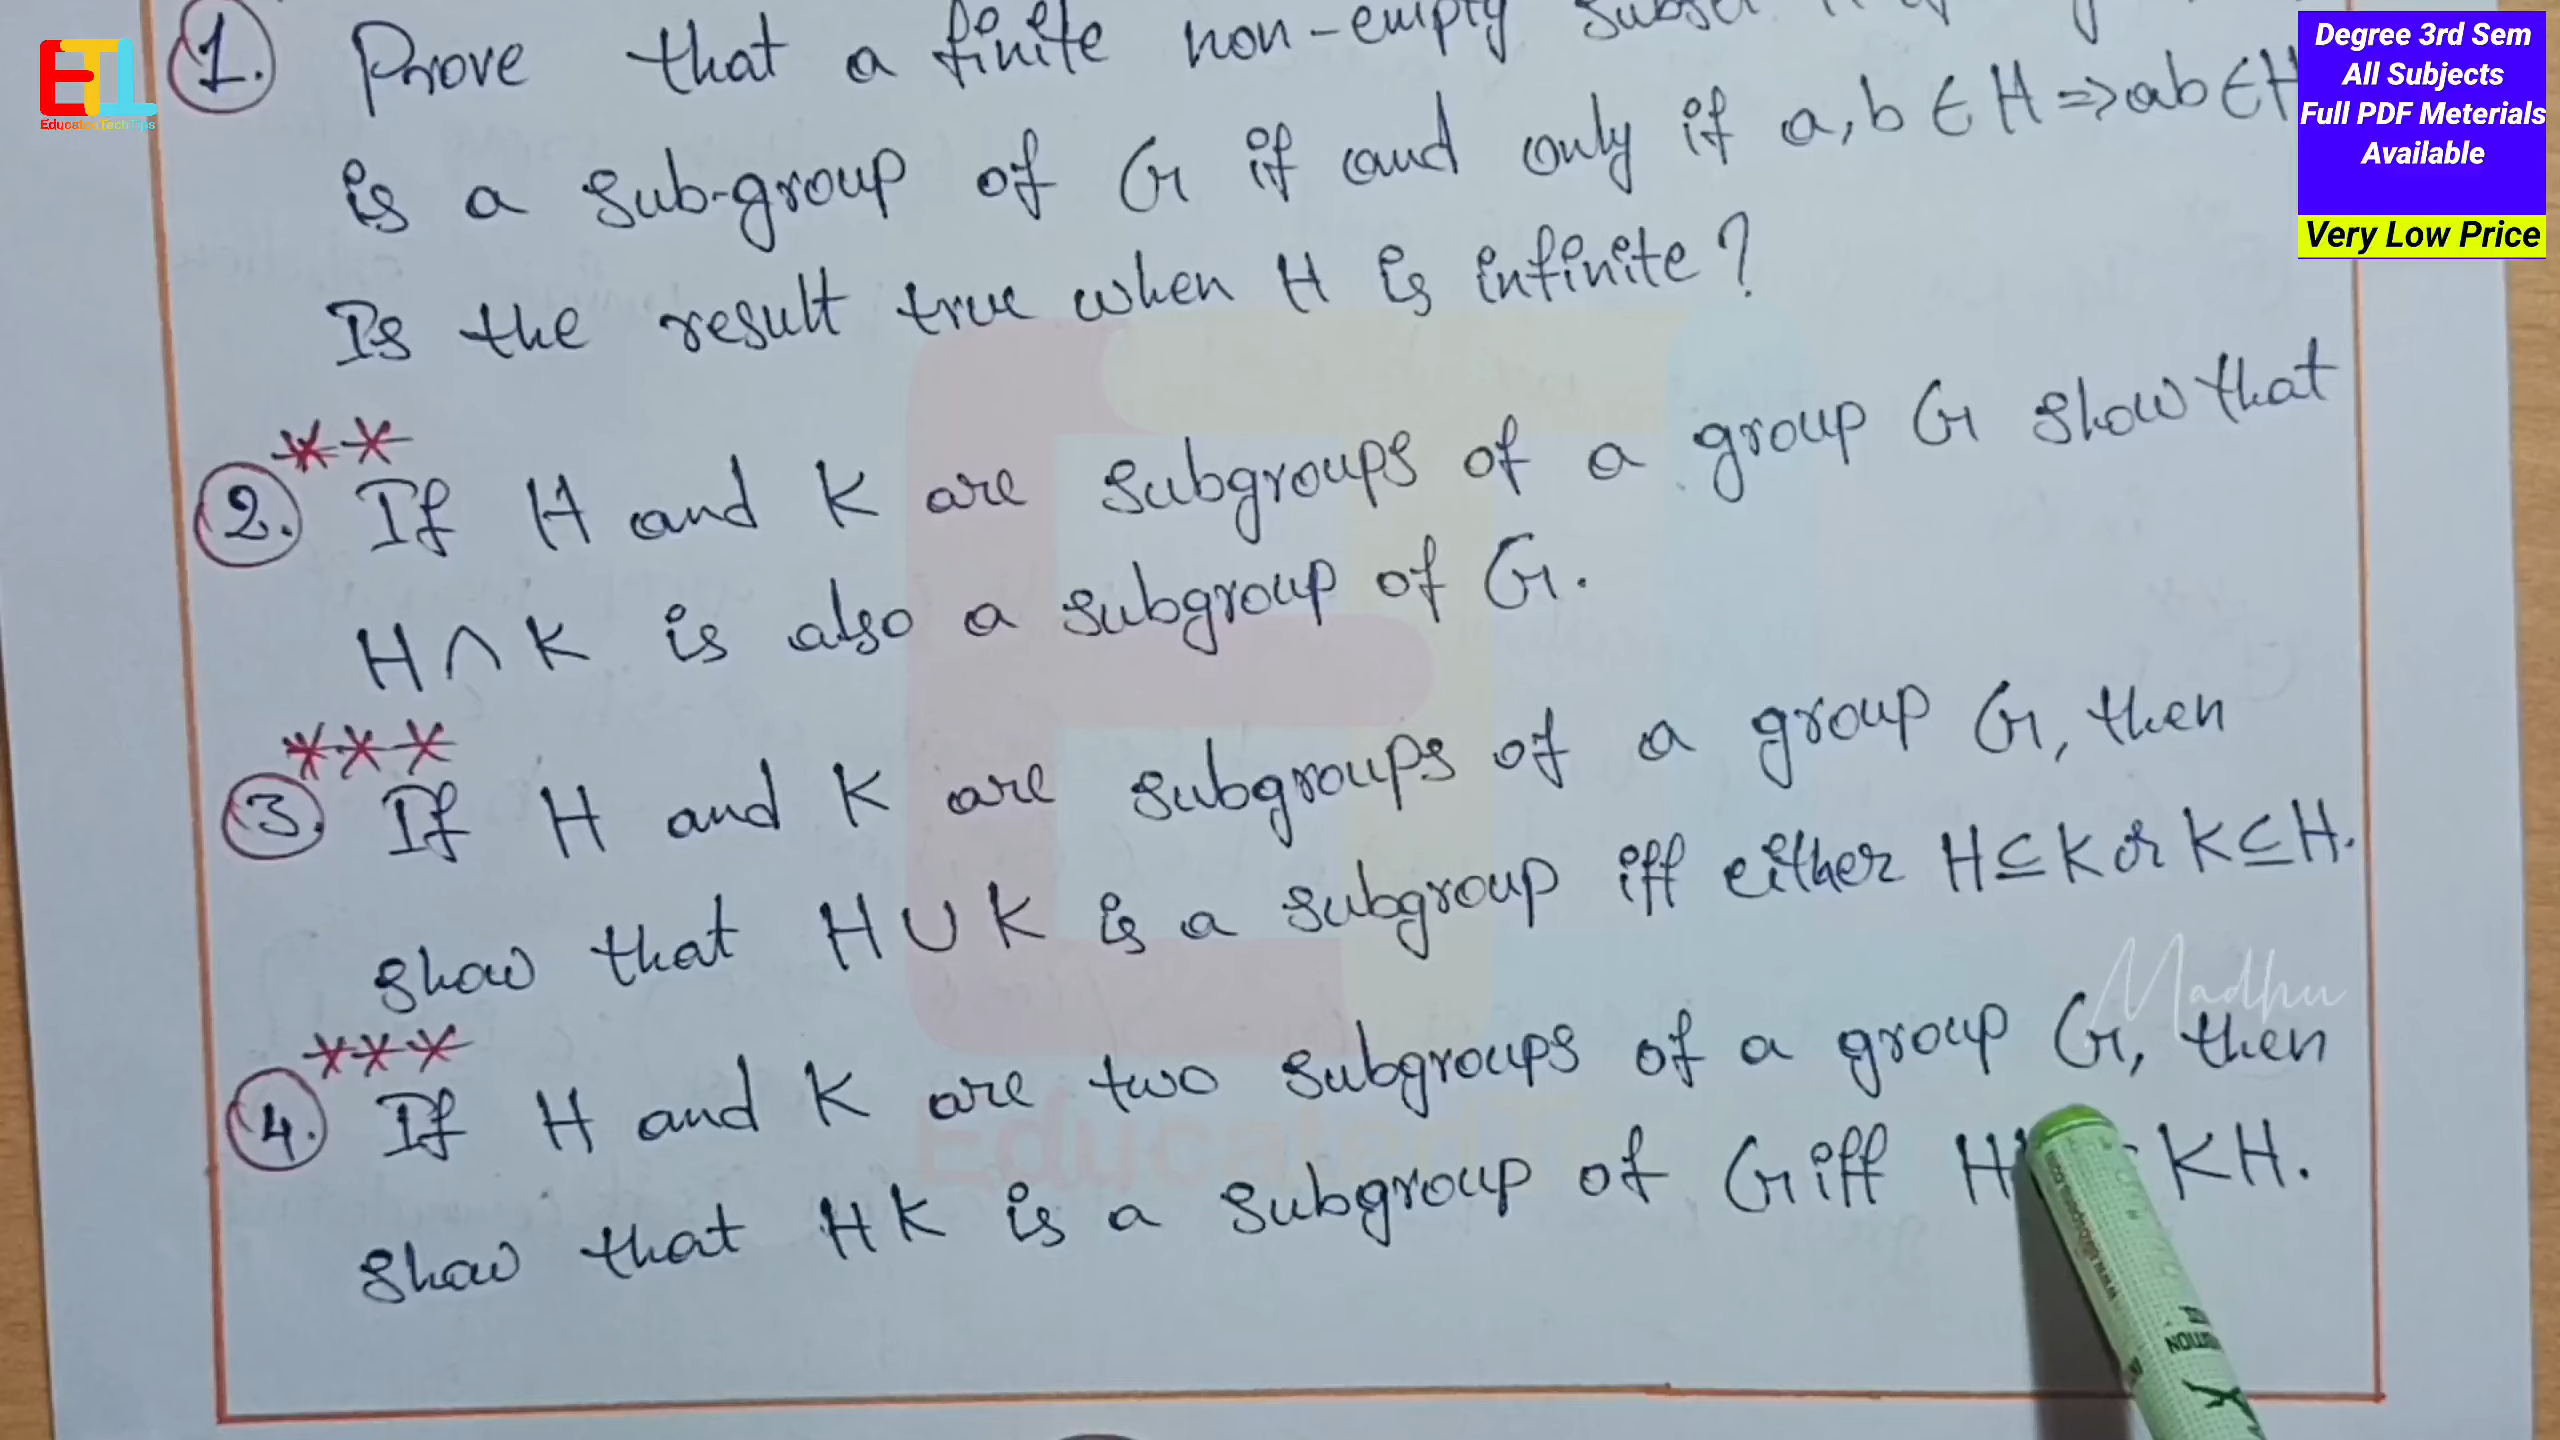 1. Prove that a finite non-empty subset
is a sub-group of G if and only if a, b ∈ H ⇒ ab ∈ H
Is the result true when H is infinite?
**
2. If H and K are subgroups of a group G show that
H ∩ K is also a subgroup of G.
***
3. If H and K are subgroups of a group G, then
show that H ∪ K is a subgroup iff either H ⊆ K or K ⊆ H.
***
4. If H and K are two subgroups of a group G, then
show that HK is a subgroup of G iff H KH.
ETL
EducatedTechTips
Degree 3rd Sem
All Subjects
Full PDF Meterials
Available
Very Low Price
Madhu